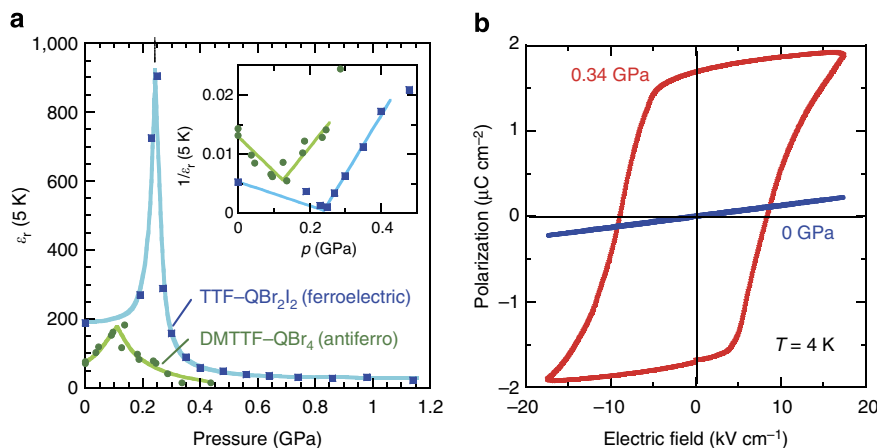 a
1,000
800
600
400
200
0
εr (5 K)
0
0.2
0.4
0.6
0.8
1.0
1.2
Pressure (GPa)
TTF–QBr2I2 (ferroelectric)
DMTTF–QBr4 (antiferro)
0.02
0.01
0
1/εr (5 K)
0.0
0.2
0.4
p (GPa)
b
2
1
0
−1
−2
Polarization (μC cm−2)
−20
−10
0
10
20
Electric field (kV cm−1)
0.34 GPa
0 GPa
T = 4 K